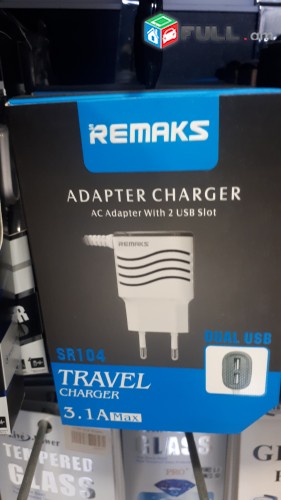 FULL.am
REMAKS
ADAPTER CHARGER
AC Adapter With 2 USB Slot
REMAKS
DUAL USB
SR104
TRAVEL
CHARGER
3.1A Max
TEMPERED
GLASS
GLASS
PRO+